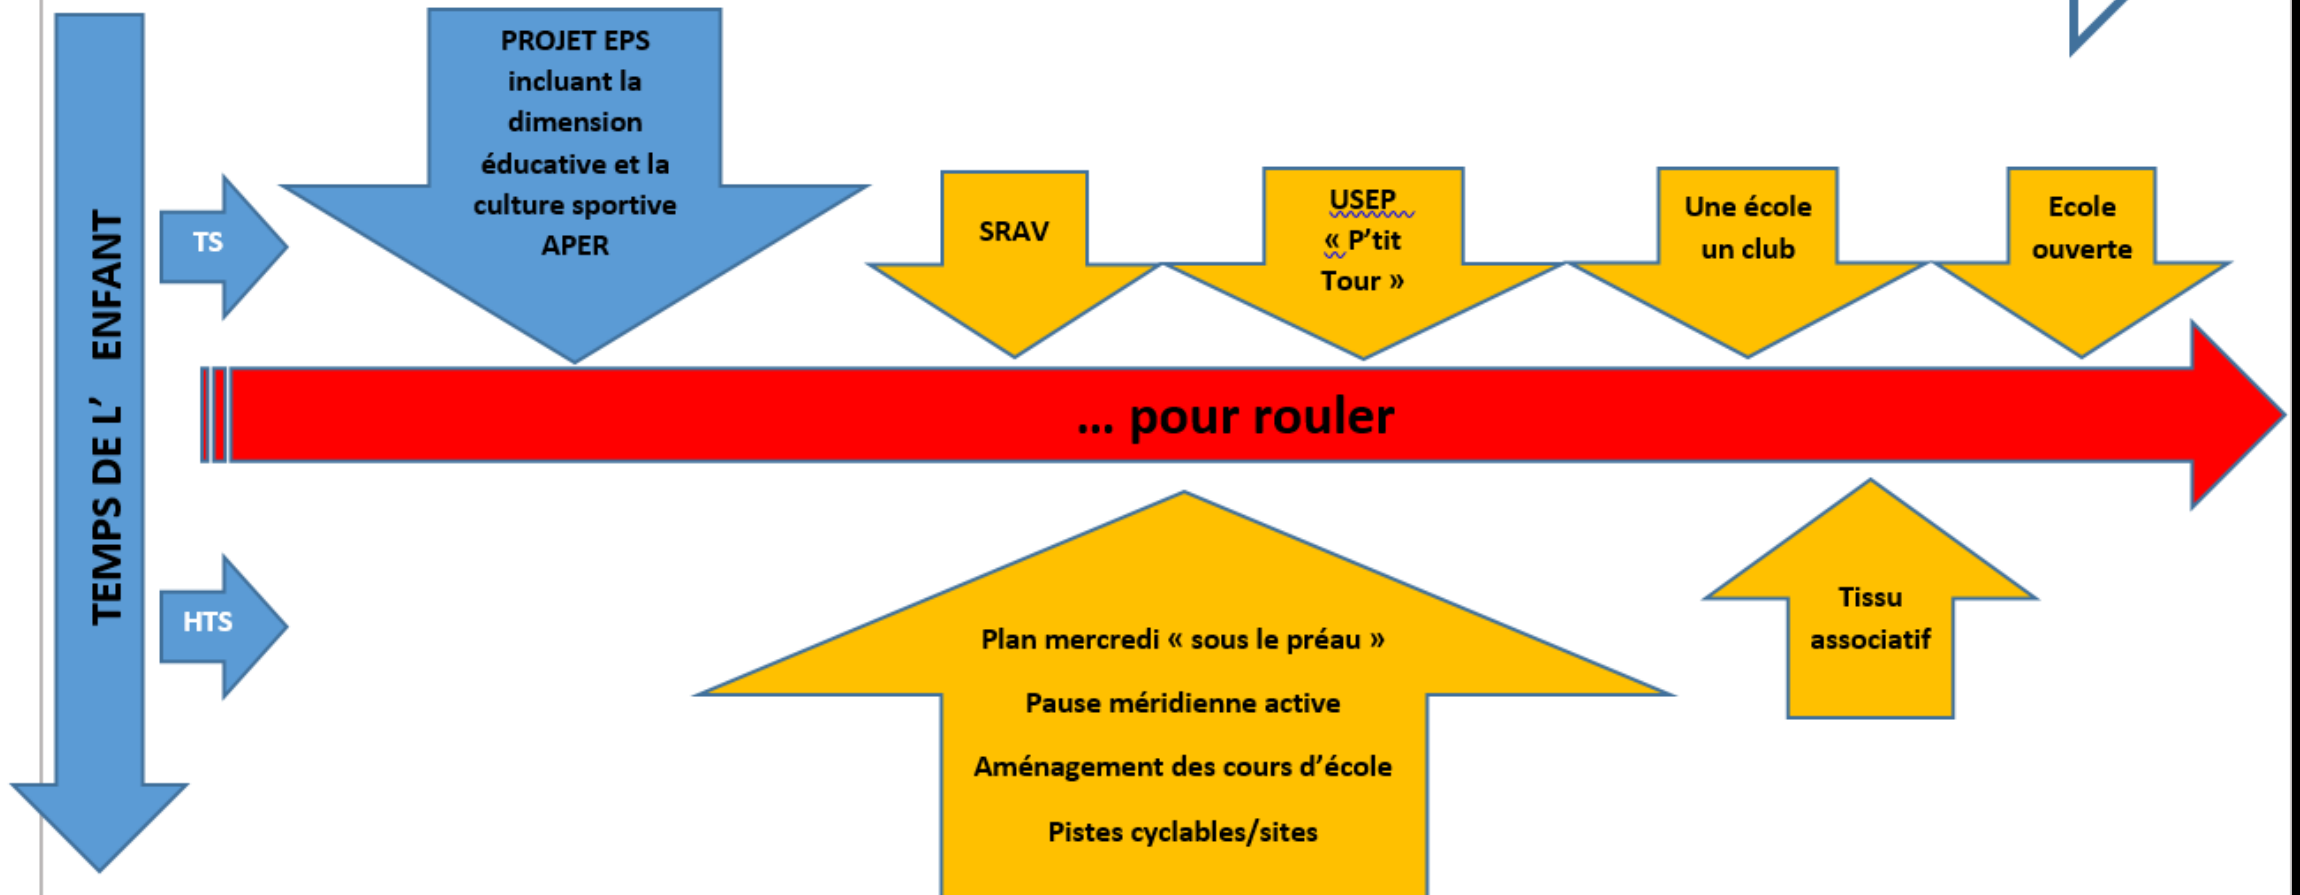 TEMPS DE L’ ENFANT
TS
HTS
PROJET EPS
incluant la
dimension
éducative et la
culture sportive
APER
SRAV
USEP
« P’tit
Tour »
Une école
un club
Ecole
ouverte
... pour rouler
Plan mercredi « sous le préau »
Pause méridienne active
Aménagement des cours d’école
Pistes cyclables/sites
Tissu
associatif